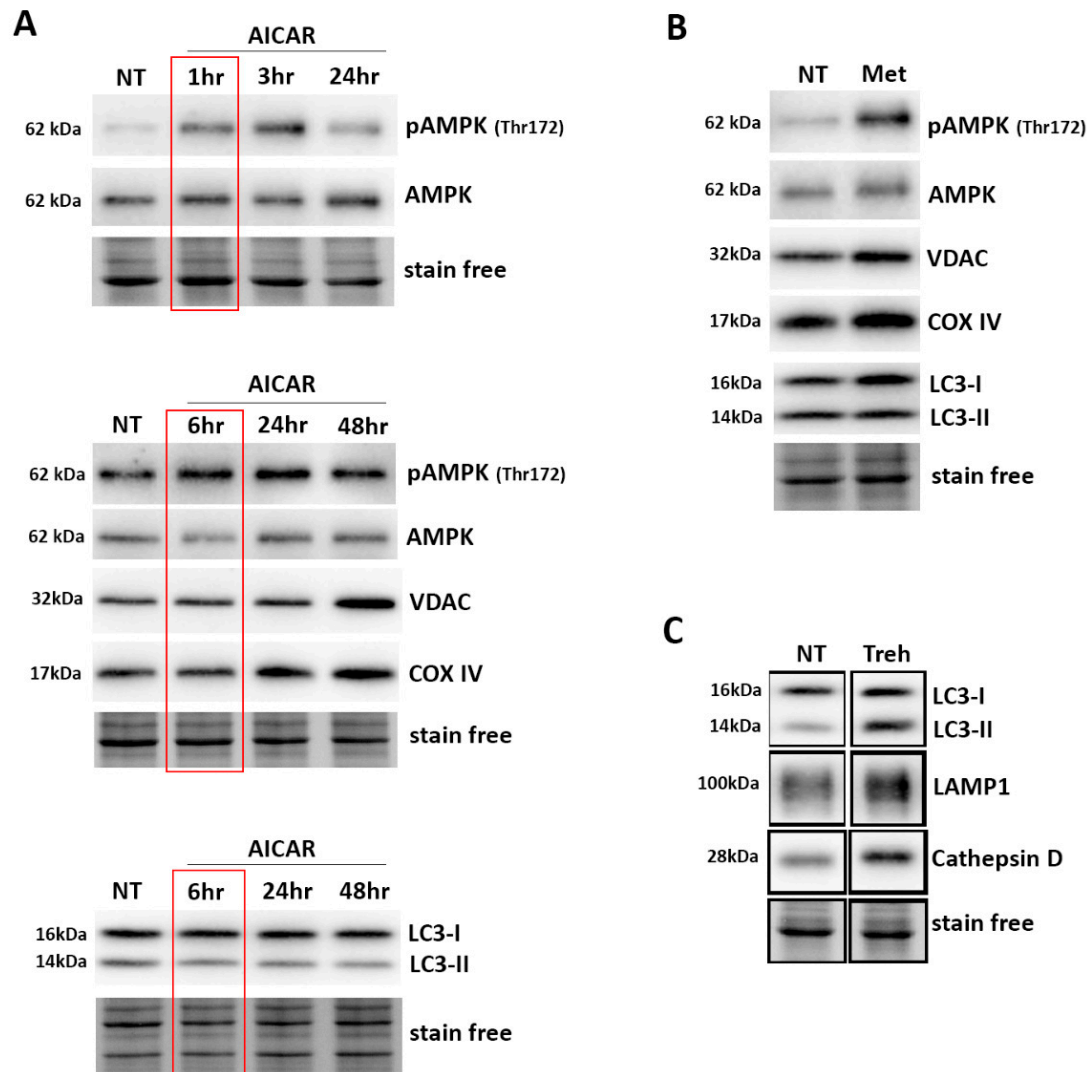 A
AICAR
NT 1hr 3hr 24hr
62 kDa pAMPK (Thr172)
62 kDa AMPK
stain free
AICAR
NT 6hr 24hr 48hr
62 kDa pAMPK (Thr172)
62 kDa AMPK
32kDa VDAC
17kDa COX IV
stain free
AICAR
NT 6hr 24hr 48hr
16kDa LC3-I
14kDa LC3-II
stain free
B
NT Met
62 kDa pAMPK (Thr172)
62 kDa AMPK
32kDa VDAC
17kDa COX IV
16kDa LC3-I
14kDa LC3-II
stain free
C
NT Treh
16kDa LC3-I
14kDa LC3-II
100kDa LAMP1
28kDa Cathepsin D
stain free